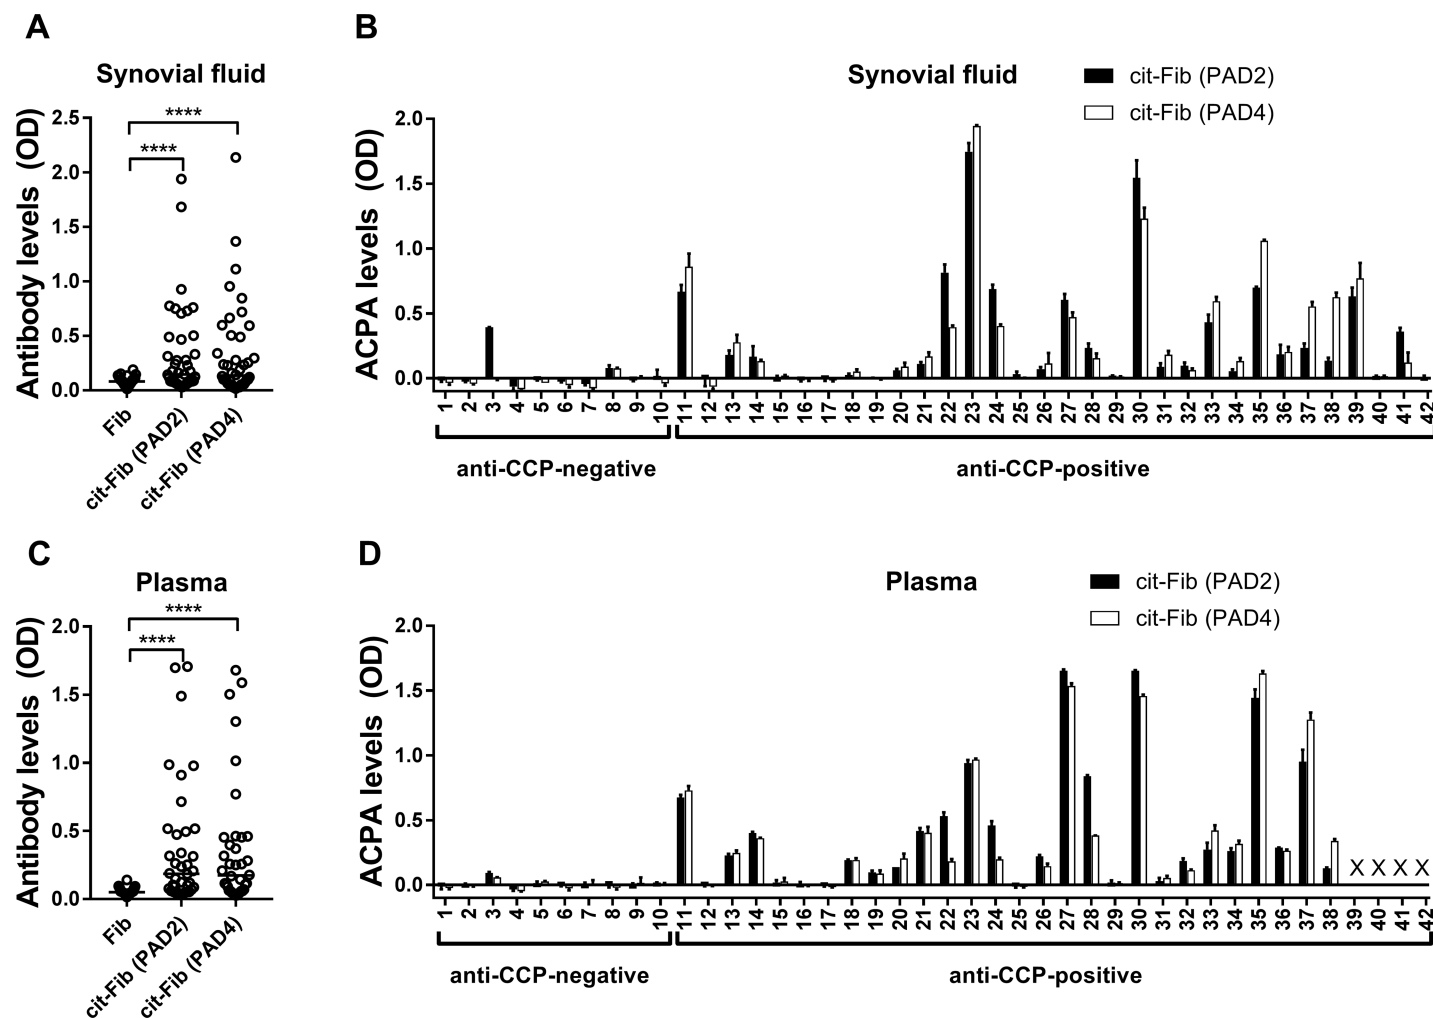 A
Synovial fluid
Antibody levels (OD)
2.5
2.0
1.5
1.0
0.5
0.0
****
****
Fib
cit-Fib (PAD2)
cit-Fib (PAD4)
B
Synovial fluid
cit-Fib (PAD2)
cit-Fib (PAD4)
ACPA levels (OD)
2.0
1.5
1.0
0.5
0.0
1 2 3 4 5 6 7 8 9 10 11 12 13 14 15 16 17 18 19 20 21 22 23 24 25 26 27 28 29 30 31 32 33 34 35 36 37 38 39 40 41 42
anti-CCP-negative
anti-CCP-positive
C
Plasma
Antibody levels (OD)
2.0
1.5
1.0
0.5
0.0
****
****
Fib
cit-Fib (PAD2)
cit-Fib (PAD4)
D
Plasma
cit-Fib (PAD2)
cit-Fib (PAD4)
ACPA levels (OD)
2.0
1.5
1.0
0.5
0.0
X X X X
1 2 3 4 5 6 7 8 9 10 11 12 13 14 15 16 17 18 19 20 21 22 23 24 25 26 27 28 29 30 31 32 33 34 35 36 37 38 39 40 41 42
anti-CCP-negative
anti-CCP-positive